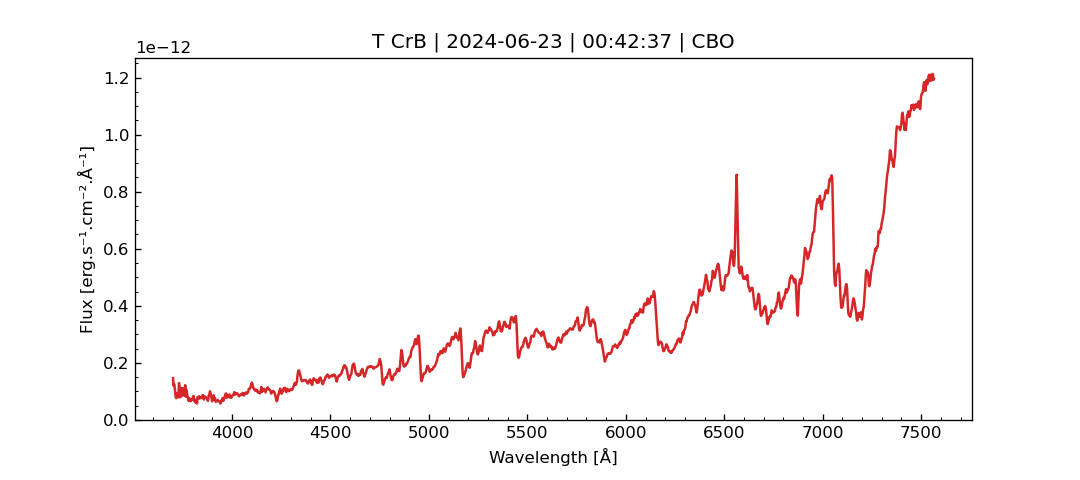 T CrB | 2024-06-23 | 00:42:37 | CBO
1e−12
1.2
1.0
0.8
0.6
0.4
0.2
0.0
Flux [erg.s⁻¹.cm⁻².Å⁻¹]
4000 4500 5000 5500 6000 6500 7000 7500
Wavelength [Å]